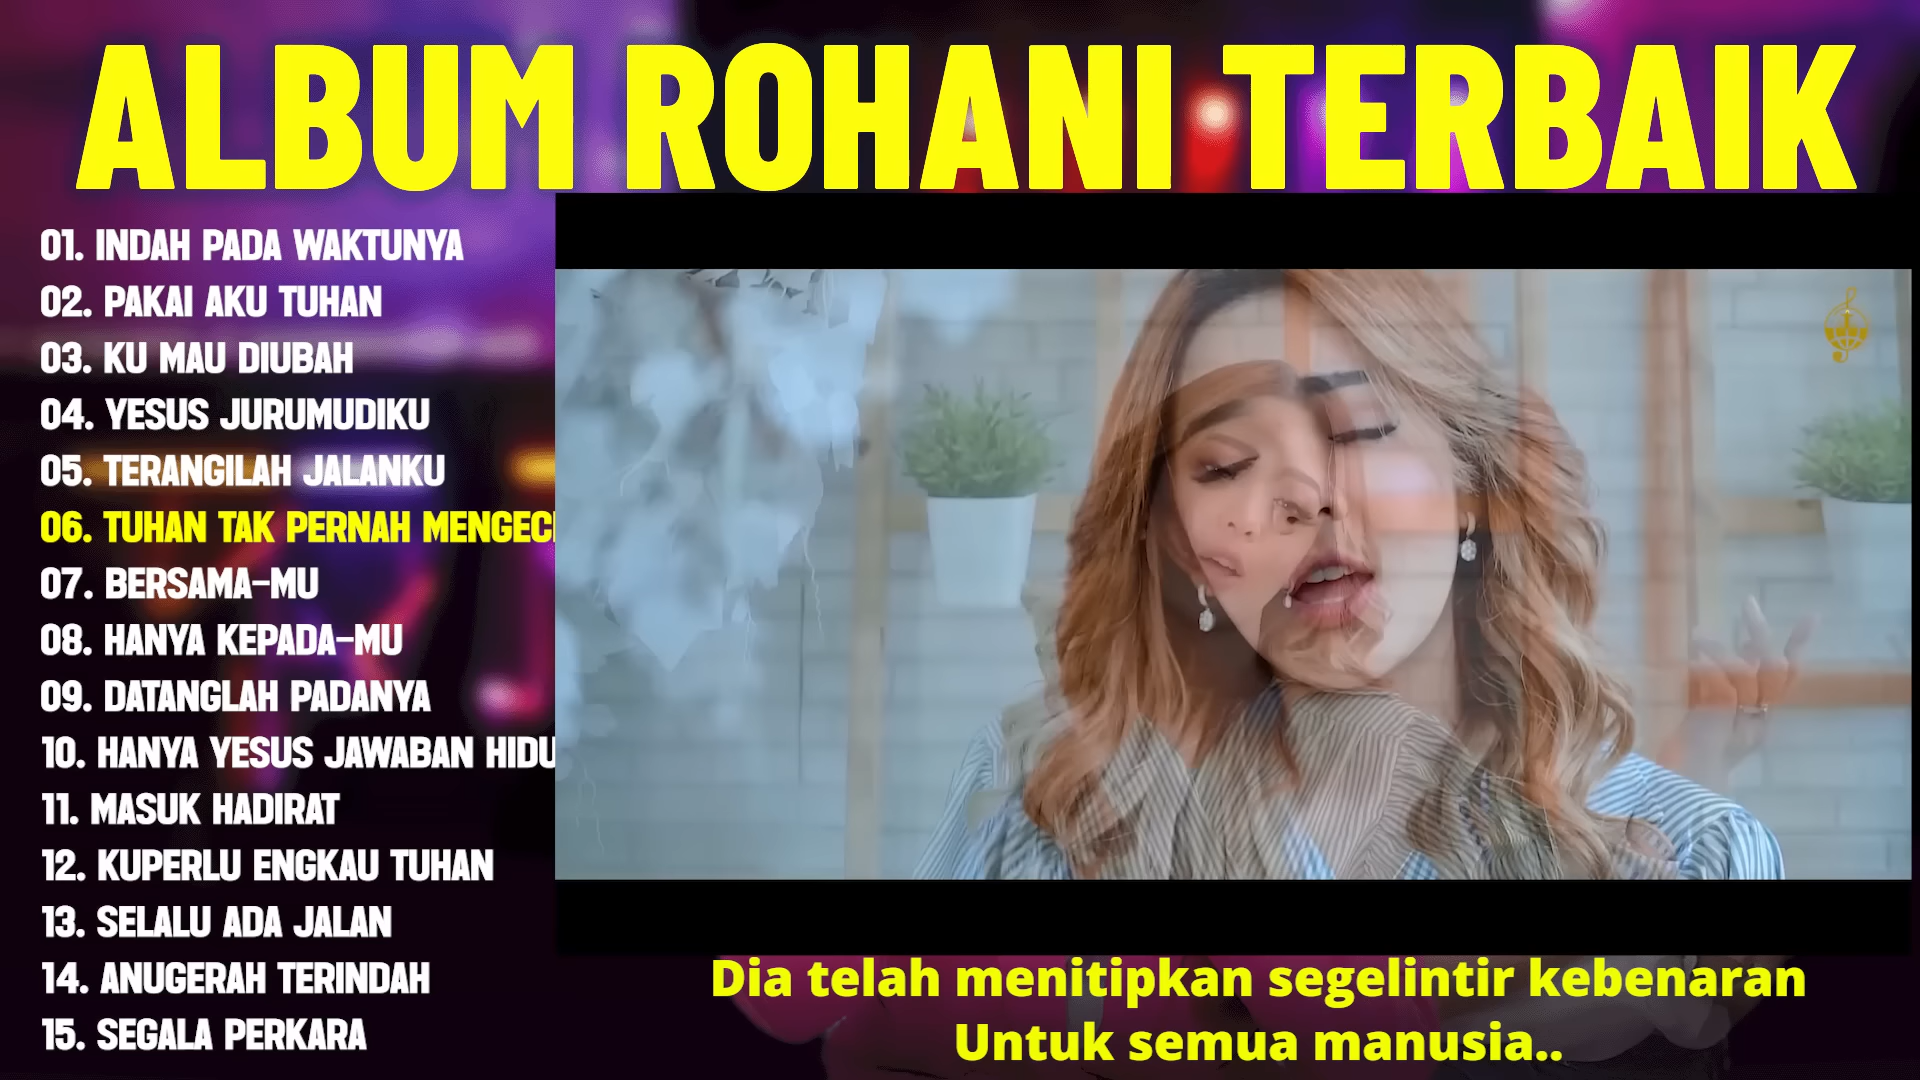 ALBUM ROHANI TERBAIK
01. INDAH PADA WAKTUNYA
02. PAKAI AKU TUHAN
03. KU MAU DIUBAH
04. YESUS JURUMUDIKU
05. TERANGILAH JALANKU
06. TUHAN TAK PERNAH
07. BERSAMA-MU
08. HANYA KEPADA-MU
09. DATANGLAH PADANYA
10. HANYA YESUS JAWABAN
11. MASUK HADIRAT
12. KUPERLU ENGKAU TUHAN
13. SELALU ADA JALAN
14. ANUGERAH TERINDAH
15. SEGALA PERKARA
Dia telah menitipkan segelintir kebenaran
Untuk semua manusia..